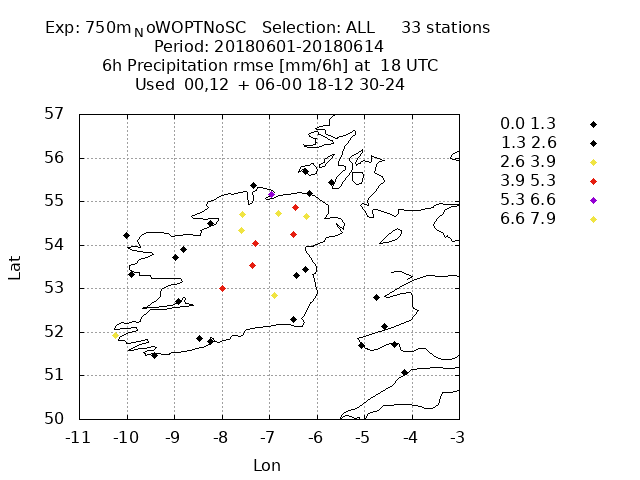 Exp: 750mNoWOPTNoSC Selection: ALL 33 stations
Period: 20180601-20180614
6h Precipitation rmse [mm/6h] at 18 UTC
Used 00,12 + 06-00 18-12 30-24
57
56
55
54
53
52
51
50
-11 -10 -9 -8 -7 -6 -5 -4 -3
Lat
Lon
0.0 1.3
1.3 2.6
2.6 3.9
3.9 5.3
5.3 6.6
6.6 7.9